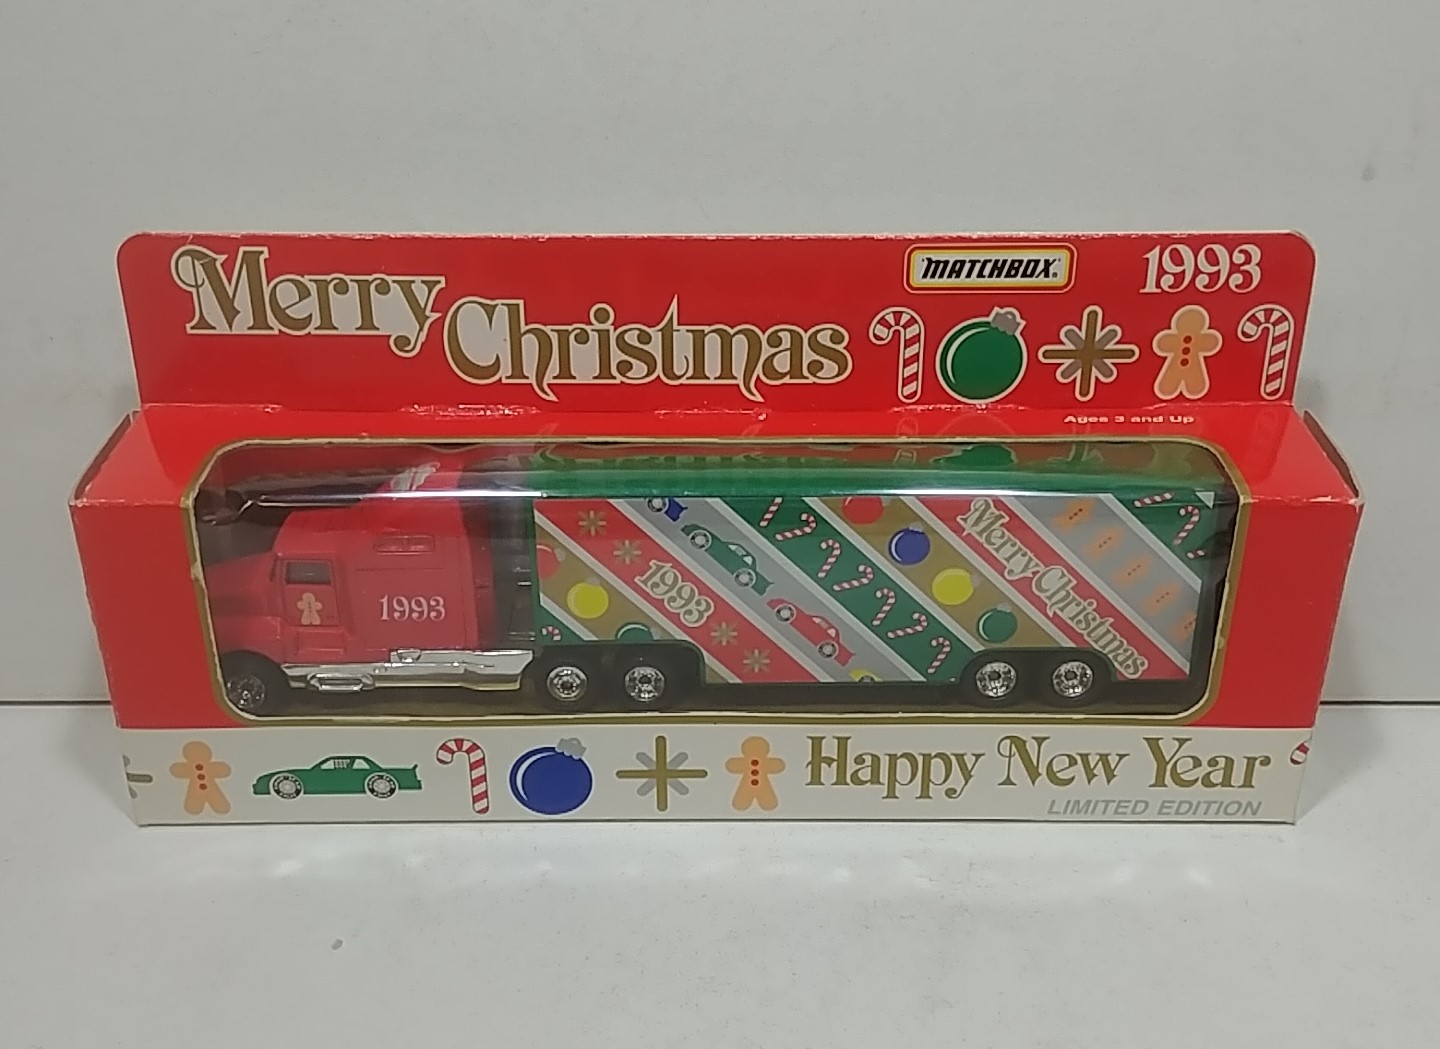 Merry
Christmas
MATCHBOX®
1993
Ages 3 and Up
1993
1993
Merry Christmas
Happy New Year
LIMITED EDITION